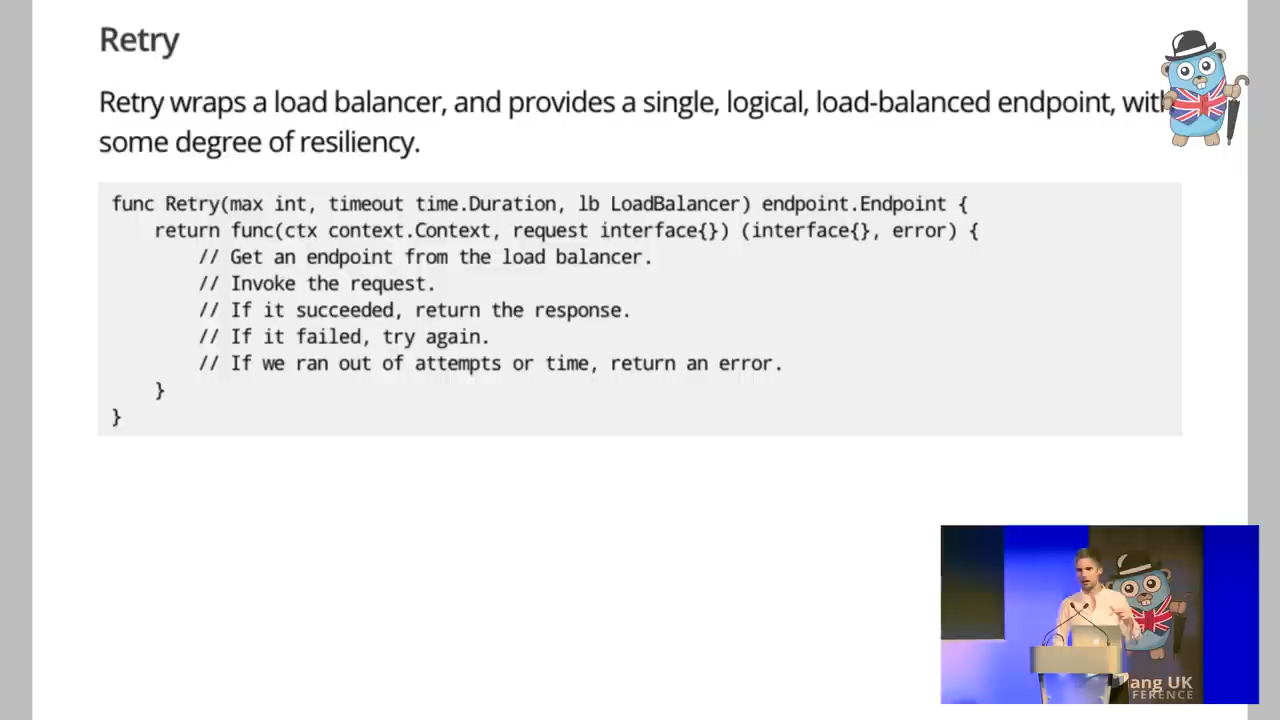 Retry
Retry wraps a load balancer, and provides a single, logical, load-balanced endpoint, with
some degree of resiliency.
func Retry(max int, timeout time.Duration, lb LoadBalancer) endpoint.Endpoint {
    return func(ctx context.Context, request interface{}) (interface{}, error) {
        // Get an endpoint from the load balancer.
        // Invoke the request.
        // If it succeeded, return the response.
        // If it failed, try again.
        // If we ran out of attempts or time, return an error.
    }
}
ang UK
FERENCE